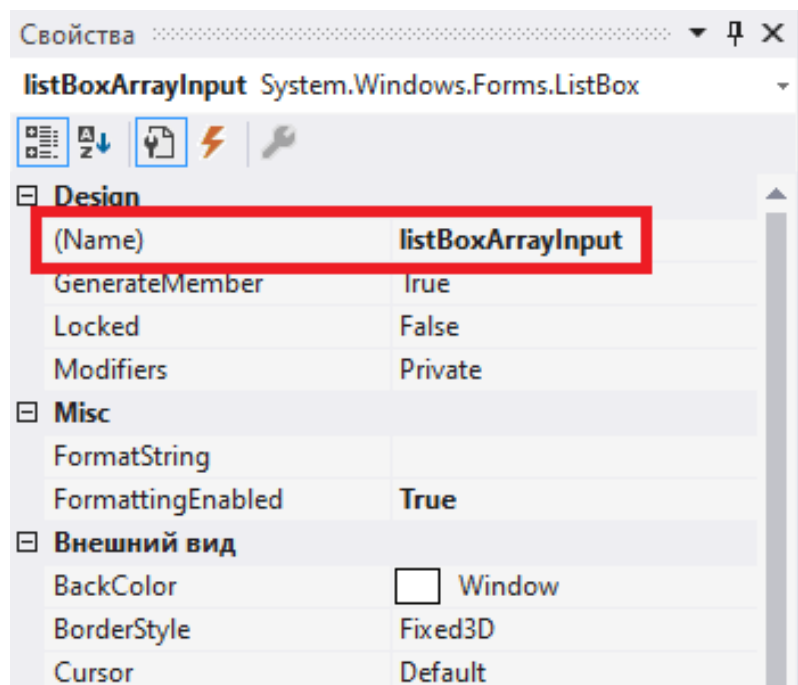 Свойства
listBoxArrayInput System.Windows.Forms.ListBox
Design
(Name) listBoxArrayInput
GenerateMember True
Locked False
Modifiers Private
Misc
FormatString
FormattingEnabled True
Внешний вид
BackColor Window
BorderStyle Fixed3D
Cursor Default